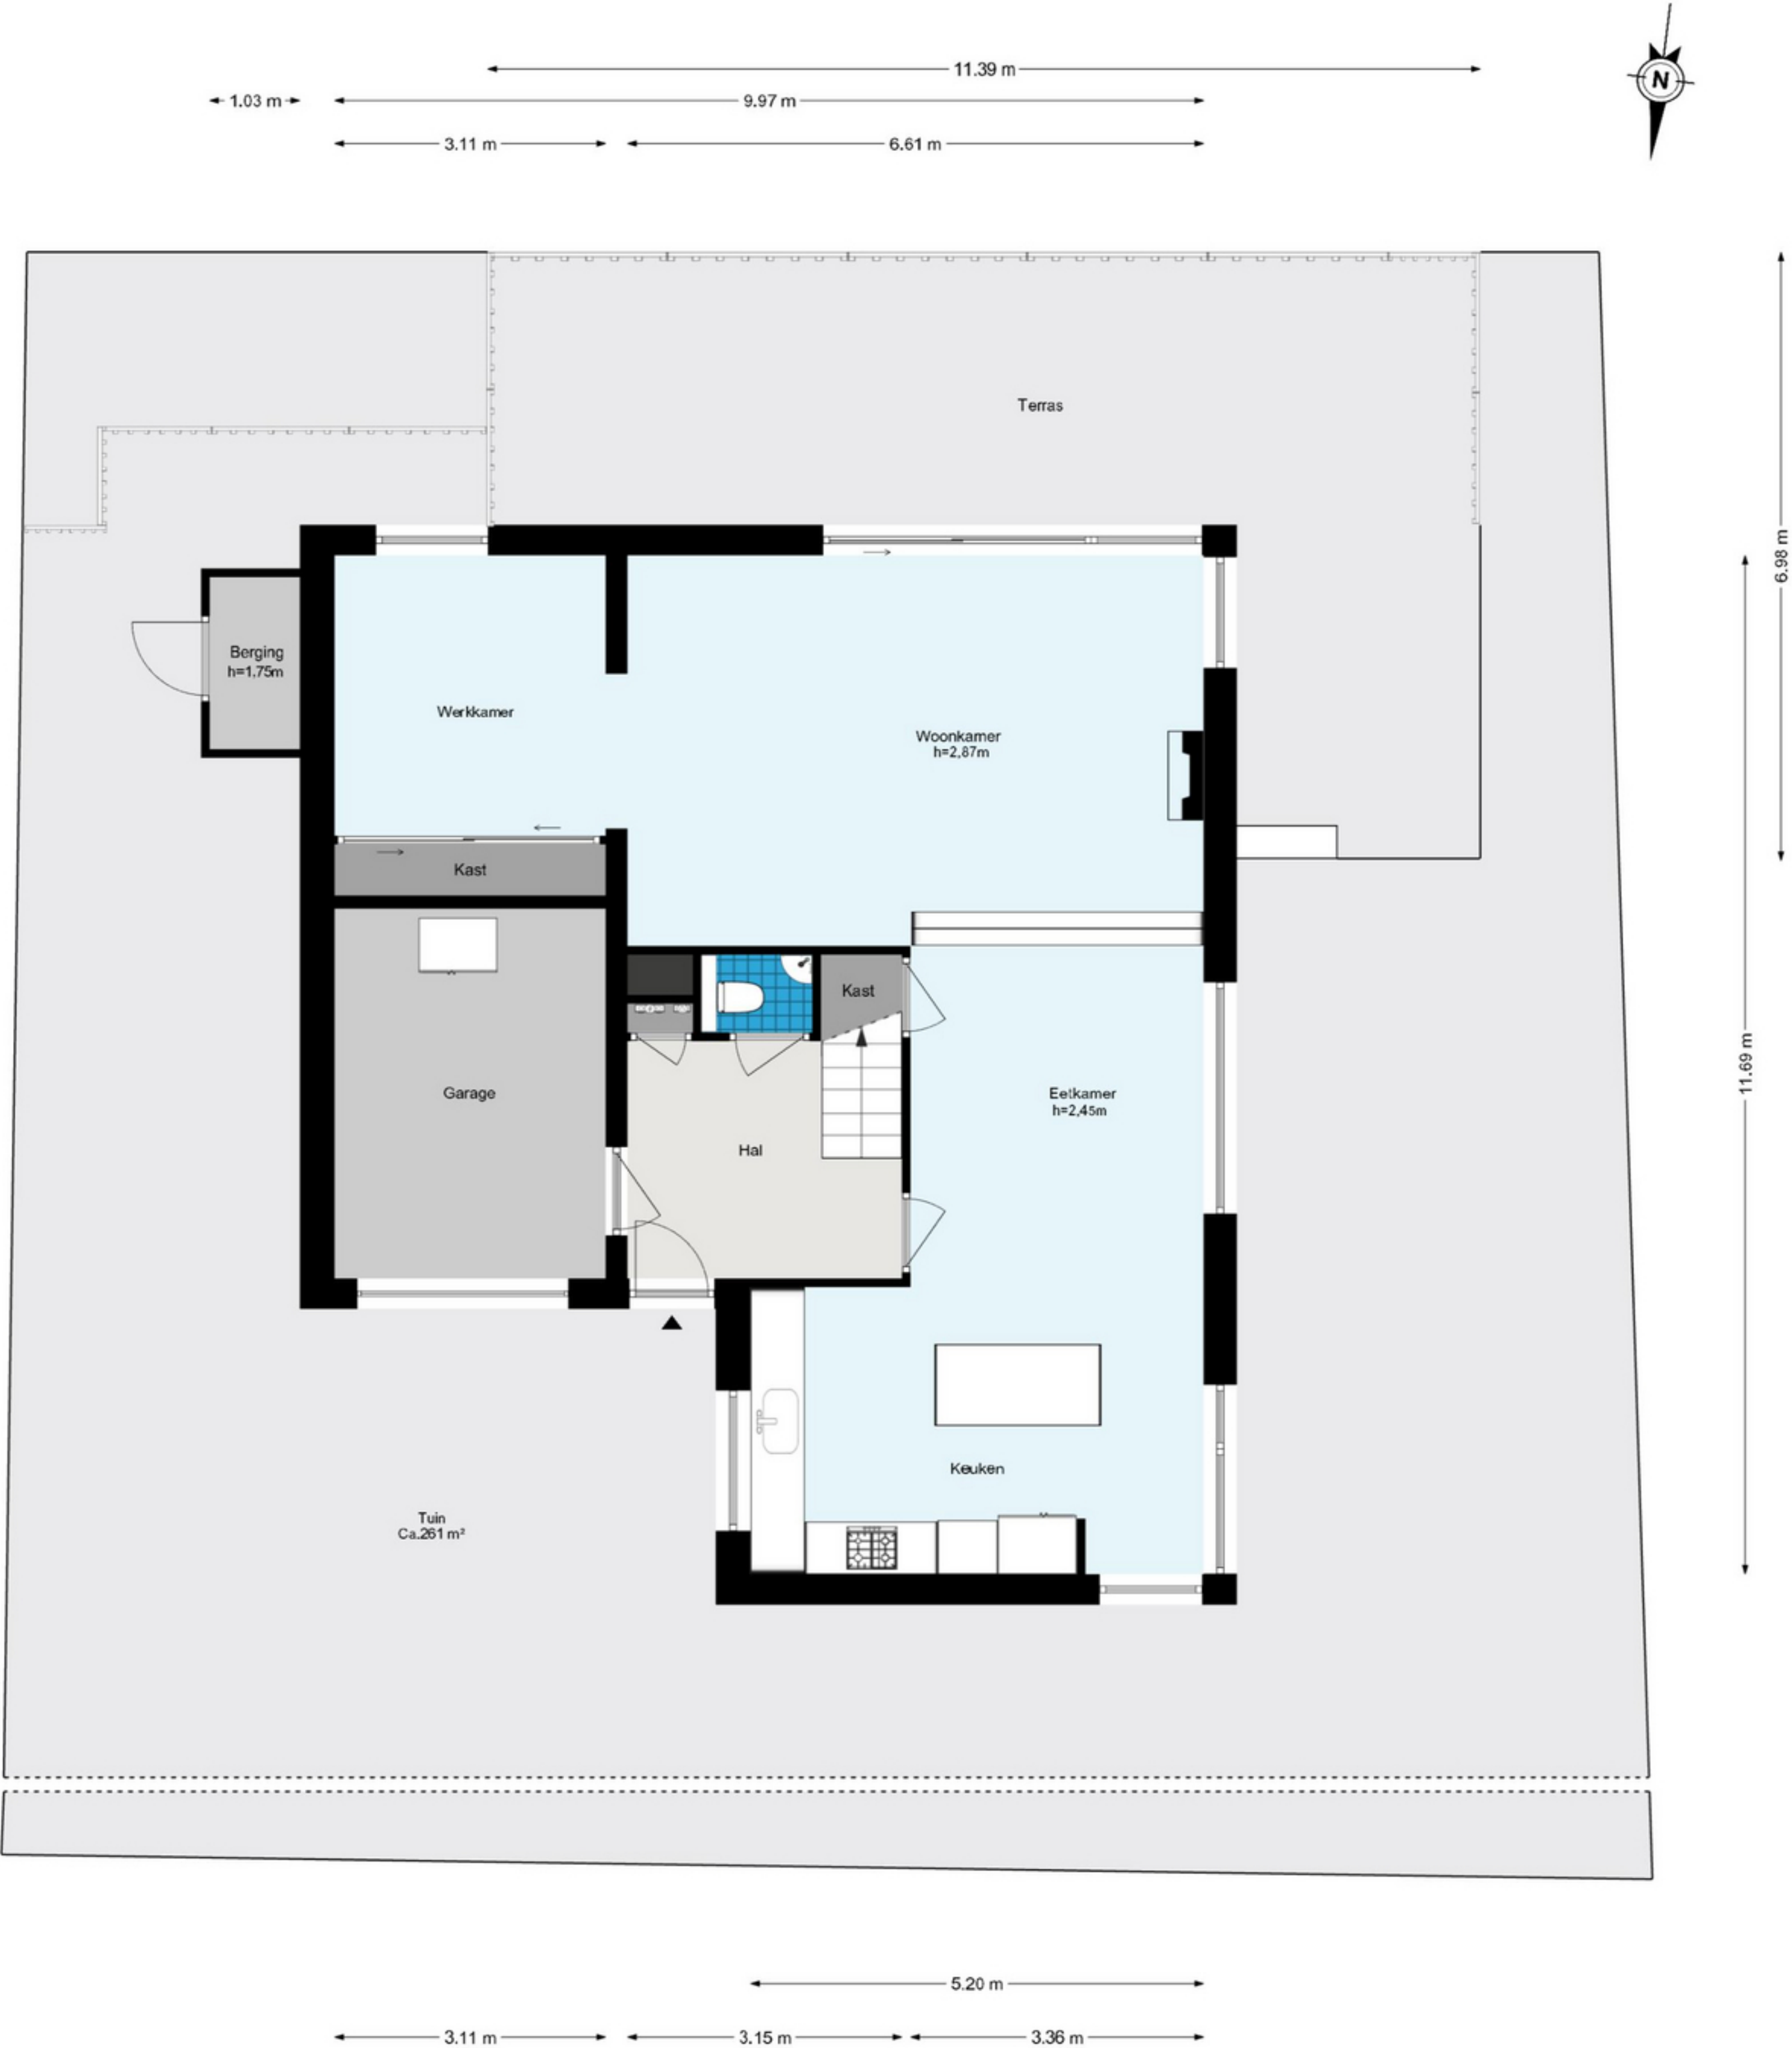 11.39 m
1.03 m
9.97 m
3.11 m
6.61 m
N
Terras
6.98 m
Berging
h=1,75m
Werkkamer
Woonkamer
h=2,87m
Kast
Kast
Garage
Eetkamer
h=2,45m
11.69 m
Hal
Keuken
Tuin
Ca.261 m²
5.20 m
3.11 m
3.15 m
3.36 m